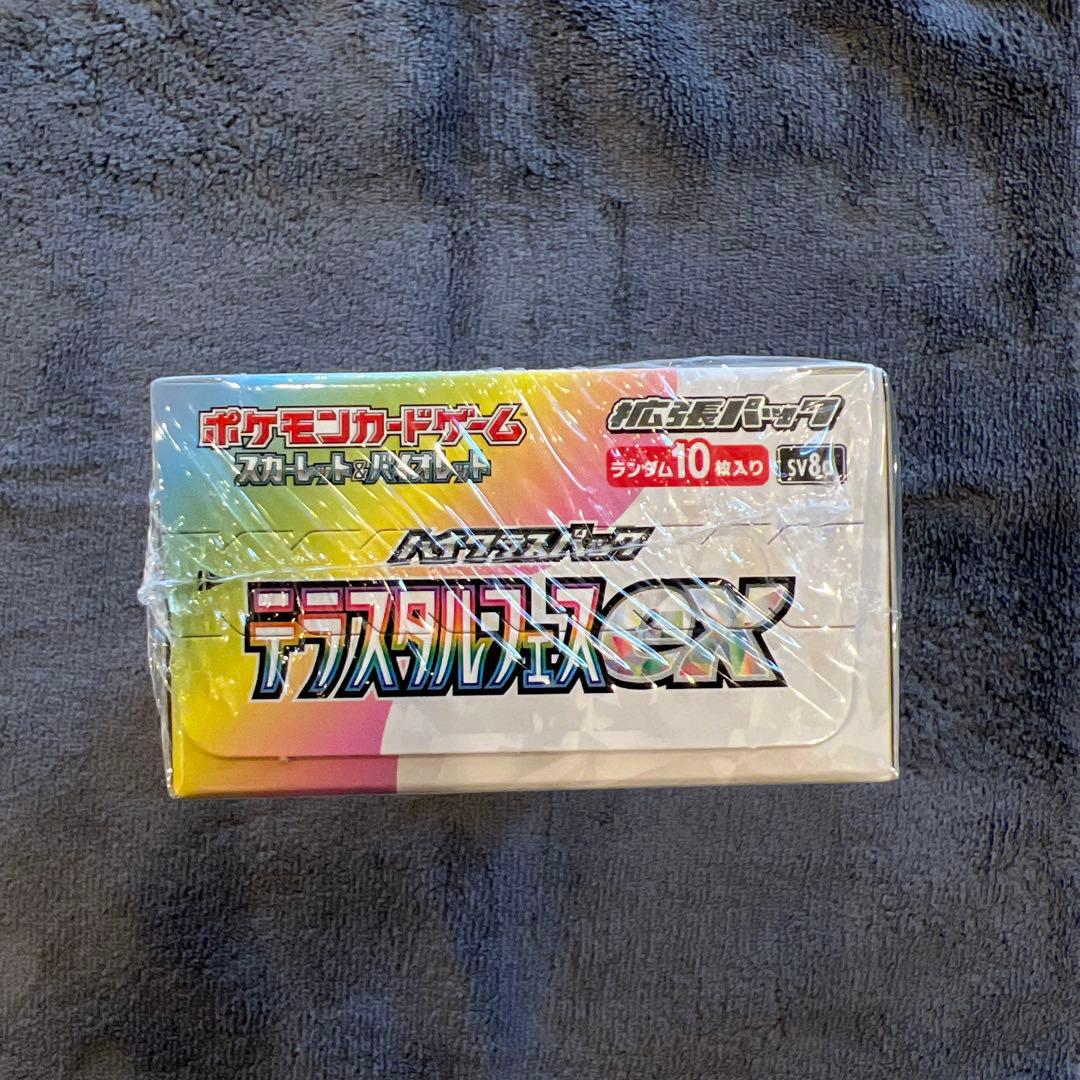 ポケモンカードゲーム™
スカーレット&バイオレット
拡張パック
ランダム10枚入り
SV8a
ハイクラスパック
テラスタルフェスex